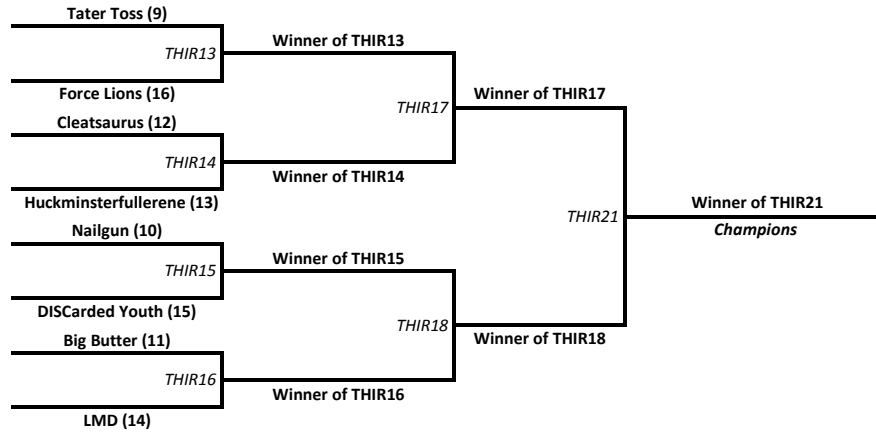 Tater Toss (9)
THIR13
Winner of THIR13
Force Lions (16)
Cleatsaurus (12)
THIR17
Winner of THIR17
THIR14
Winner of THIR14
Huckminsterfullerene (13)
Nailgun (10)
THIR21
Winner of THIR21
Champions
THIR15
Winner of THIR15
DISCarded Youth (15)
Big Butter (11)
THIR18
Winner of THIR18
THIR16
Winner of THIR16
LMD (14)